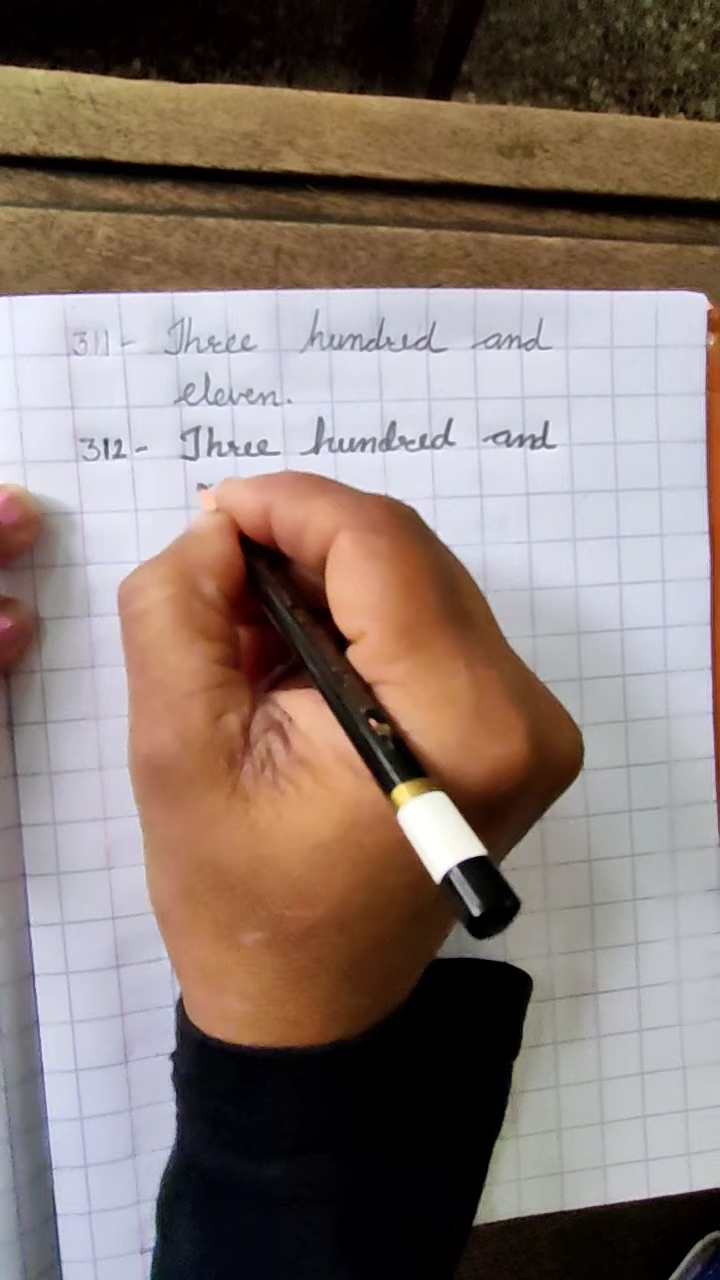 311- Three hundred and
eleven.
312- Three hundred and